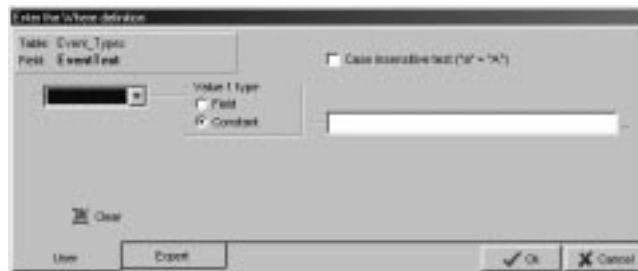 Enter the Where definition
Table: Event_Types
Field: EventText
Case insensitive text ("a" = "A")
Value 1 type
Field
Constant
...
Clear
User
Expert
Ok
Cancel